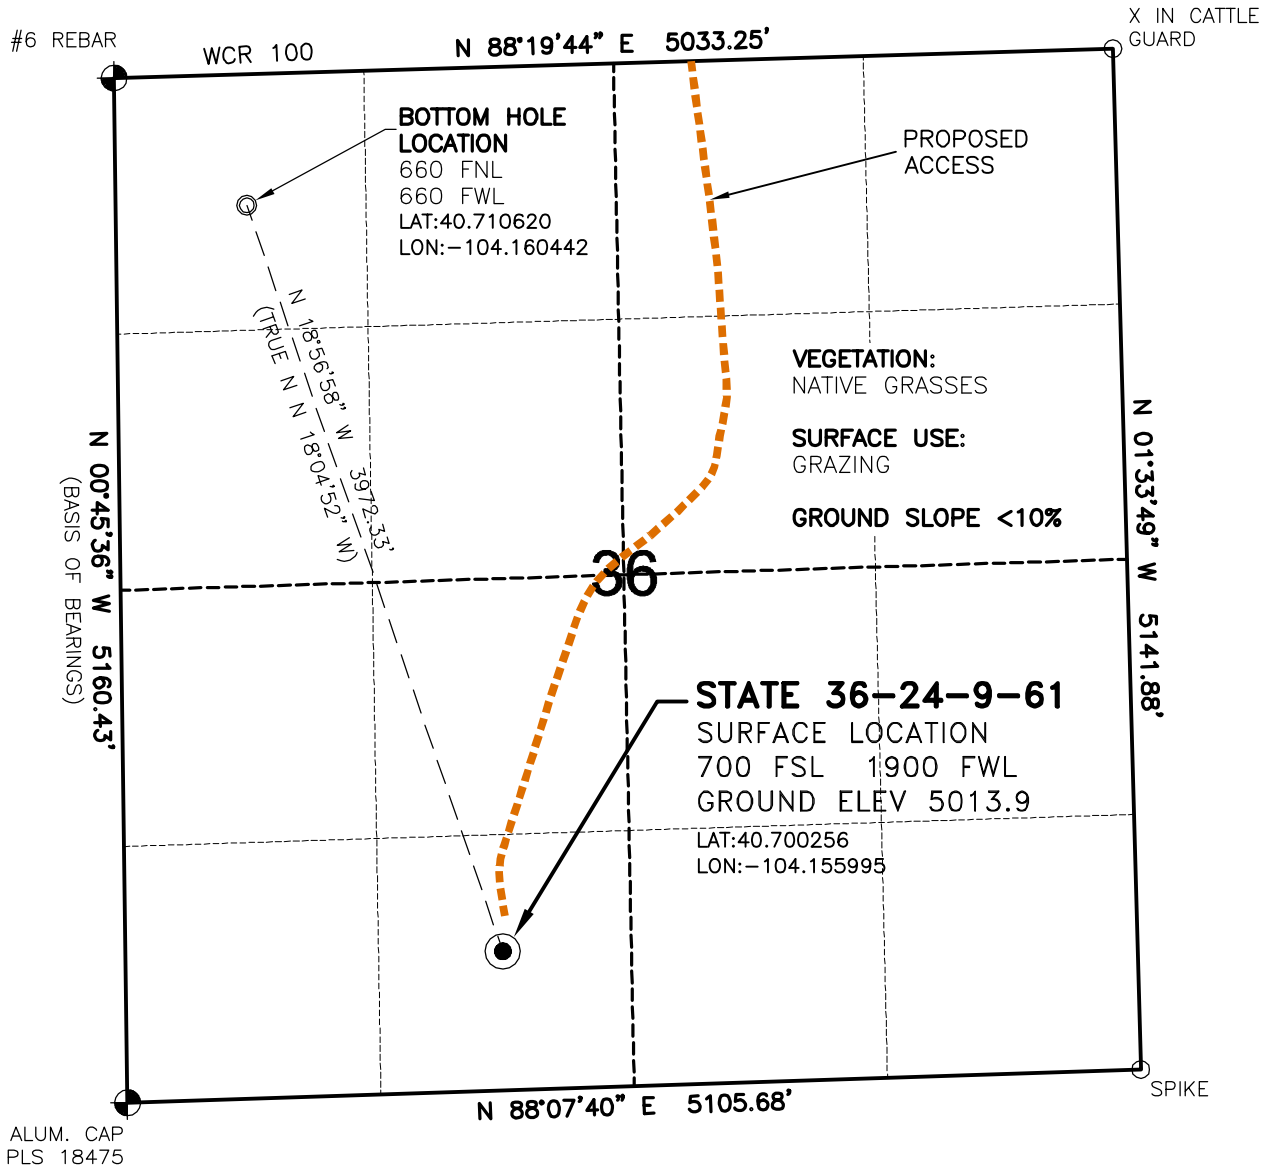 #6 REBAR
WCR 100
N 88°19'44" E 5033.25'
X IN CATTLE
GUARD
BOTTOM HOLE
LOCATION
660 FNL
660 FWL
LAT:40.710620
LON:-104.160442
PROPOSED
ACCESS
N 18°56'58" W 3972.33'
(TRUE N N 18°04'52" W)
VEGETATION:
NATIVE GRASSES
SURFACE USE:
GRAZING
GROUND SLOPE <10%
N 00°45'36" W 5160.43'
(BASIS OF BEARINGS)
N 01°33'49" W 5141.88'
36
STATE 36-24-9-61
SURFACE LOCATION
700 FSL 1900 FWL
GROUND ELEV 5013.9
LAT:40.700256
LON:-104.155995
N 88°07'40" E 5105.68'
SPIKE
ALUM. CAP
PLS 18475